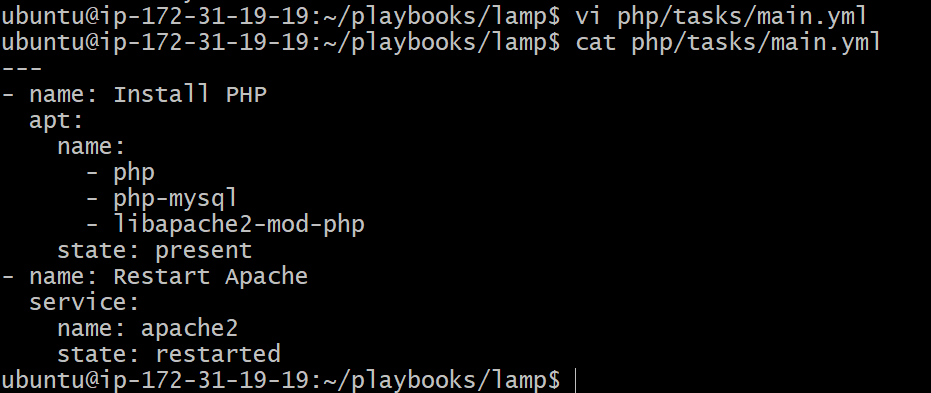 ubuntu@ip-172-31-19-19:~/playbooks/lamp$ vi php/tasks/main.yml
ubuntu@ip-172-31-19-19:~/playbooks/lamp$ cat php/tasks/main.yml
---
- name: Install PHP
  apt:
    name:
      - php
      - php-mysql
      - libapache2-mod-php
    state: present
- name: Restart Apache
  service:
    name: apache2
    state: restarted
ubuntu@ip-172-31-19-19:~/playbooks/lamp$